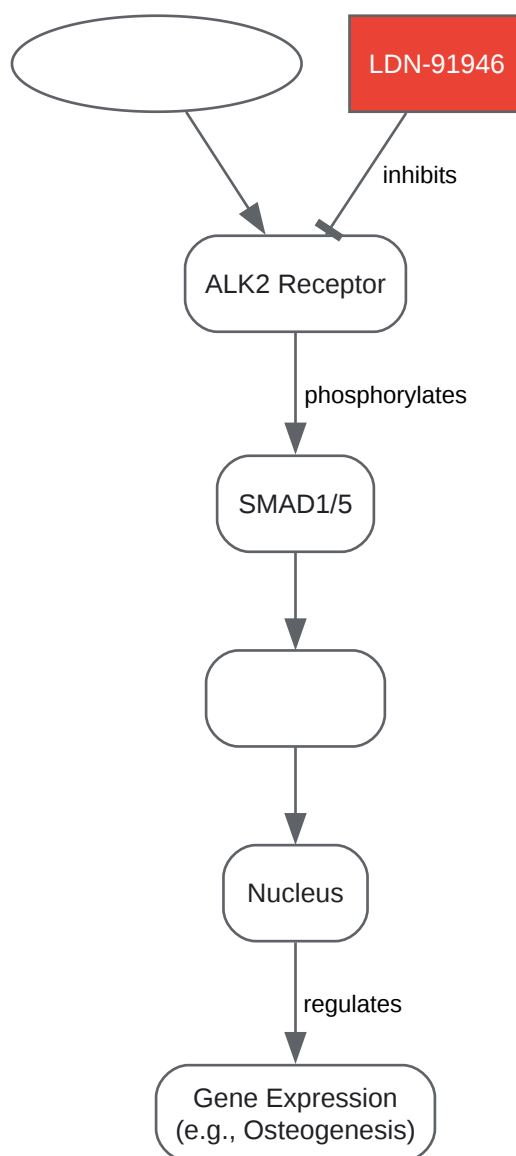 LDN-91946
inhibits
ALK2 Receptor
phosphorylates
SMAD1/5
Nucleus
regulates
Gene Expression
(e.g., Osteogenesis)